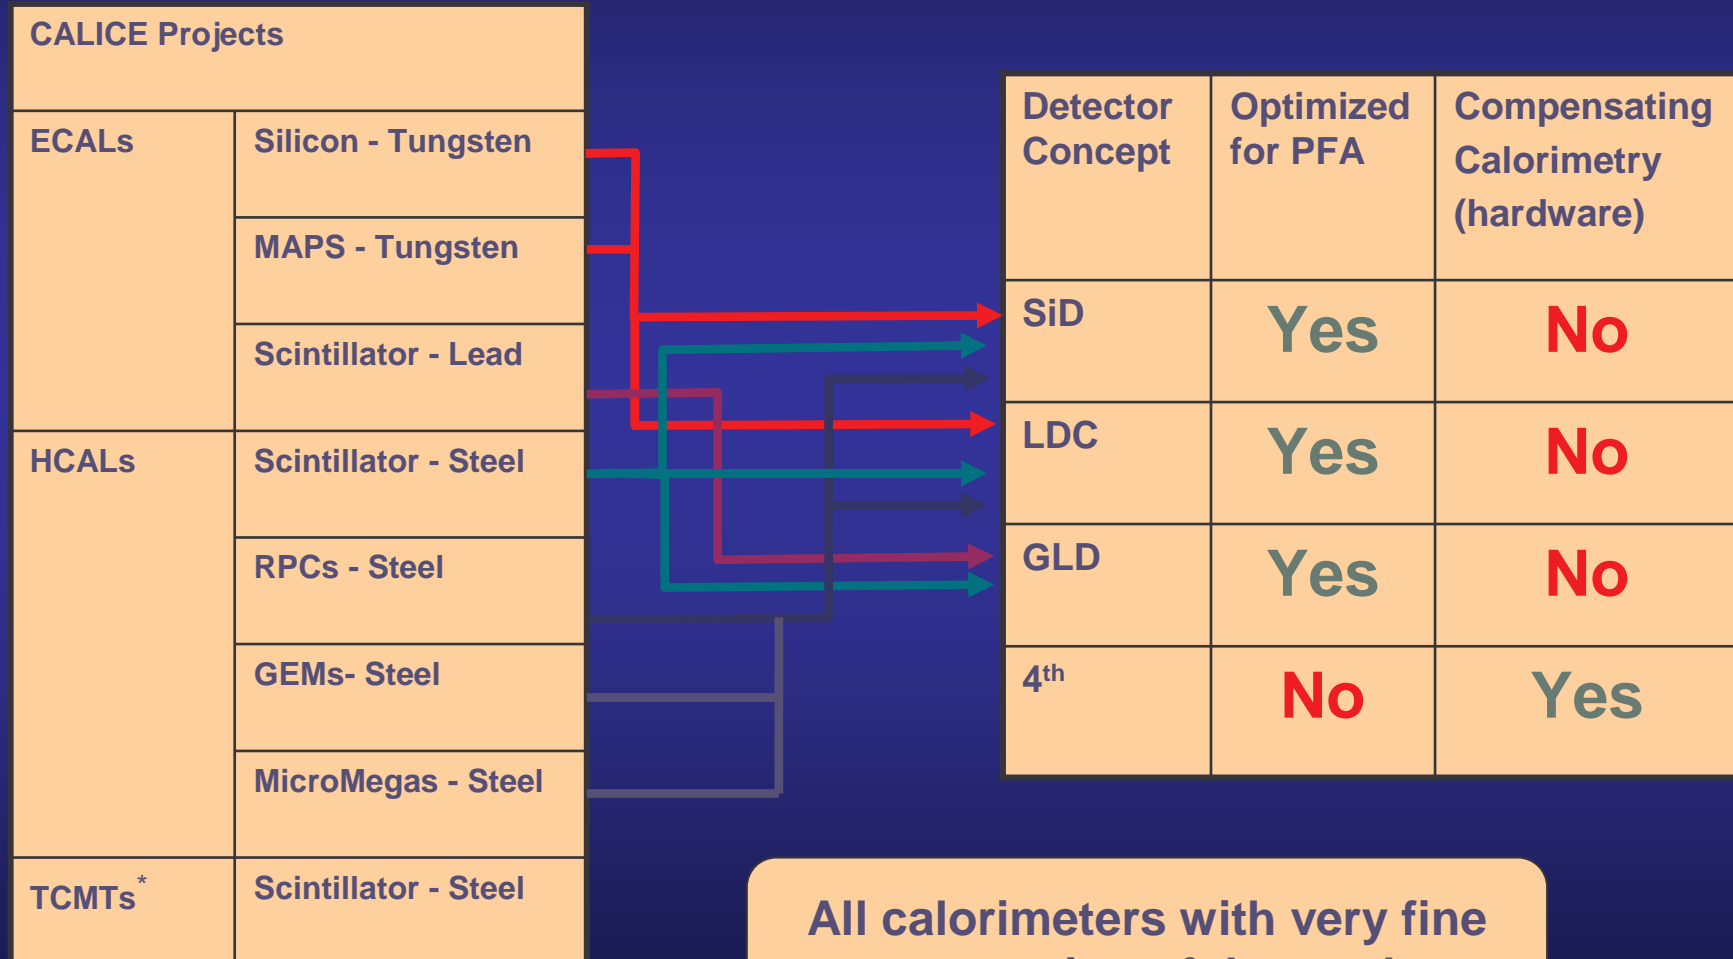 CALICE Projects
ECALs
Silicon - Tungsten
MAPS - Tungsten
Scintillator - Lead
HCALs
Scintillator - Steel
RPCs - Steel
GEMs- Steel
MicroMegas - Steel
TCMTs*
Scintillator - Steel
Detector
Concept
Optimized
for PFA
Compensating
Calorimetry
(hardware)
SiD
Yes
No
LDC
Yes
No
GLD
Yes
No
4th
No
Yes
All calorimeters with very fine